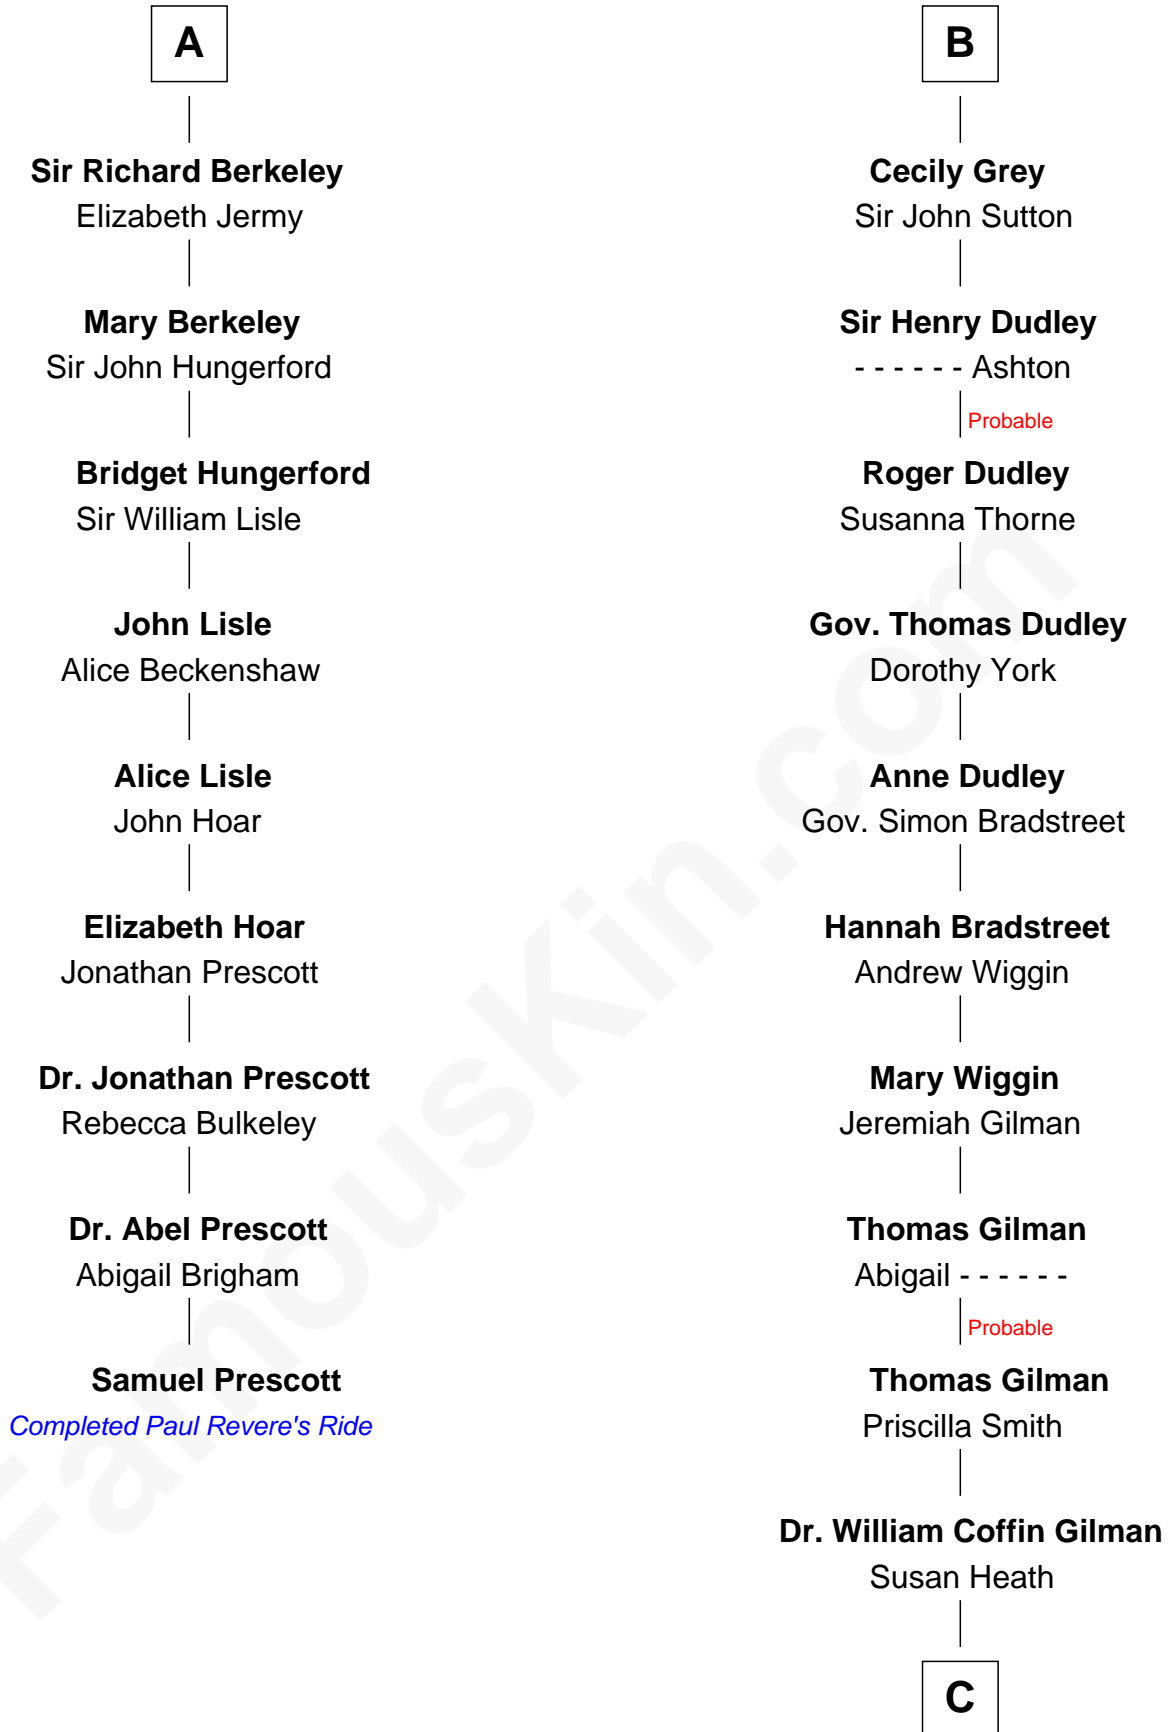 A
Sir Richard Berkeley
Elizabeth Jermy
Mary Berkeley
Sir John Hungerford
Bridget Hungerford
Sir William Lisle
John Lisle
Alice Beckenshaw
Alice Lisle
John Hoar
Elizabeth Hoar
Jonathan Prescott
Dr. Jonathan Prescott
Rebecca Bulkeley
Dr. Abel Prescott
Abigail Brigham
Samuel Prescott
Completed Paul Revere's Ride
B
Cecily Grey
Sir John Sutton
Sir Henry Dudley
- - - - - - Ashton
Probable
Roger Dudley
Susanna Thorne
Gov. Thomas Dudley
Dorothy York
Anne Dudley
Gov. Simon Bradstreet
Hannah Bradstreet
Andrew Wiggin
Mary Wiggin
Jeremiah Gilman
Thomas Gilman
Abigail - - - - - -
Probable
Thomas Gilman
Priscilla Smith
Dr. William Coffin Gilman
Susan Heath
C
FamousKin.com